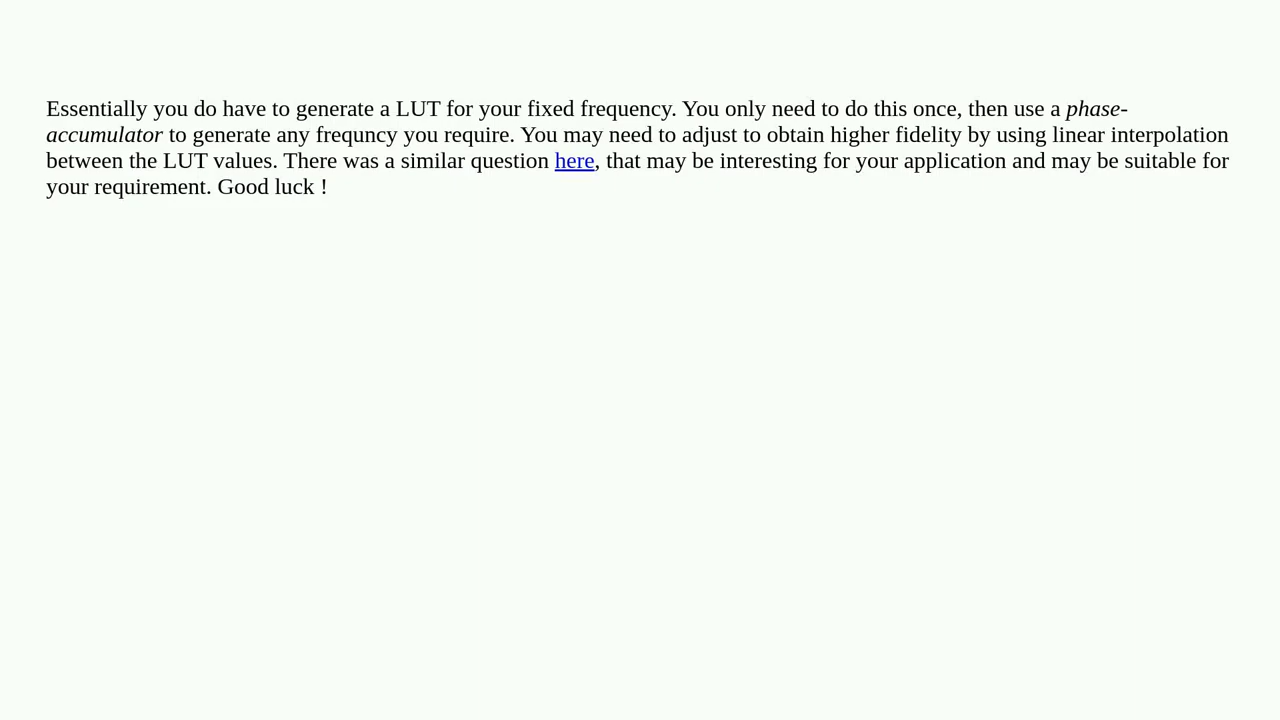 Essentially you do have to generate a LUT for your fixed frequency. You only need to do this once, then use a phase-
accumulator to generate any frequncy you require. You may need to adjust to obtain higher fidelity by using linear interpolation
between the LUT values. There was a similar question here, that may be interesting for your application and may be suitable for
your requirement. Good luck !